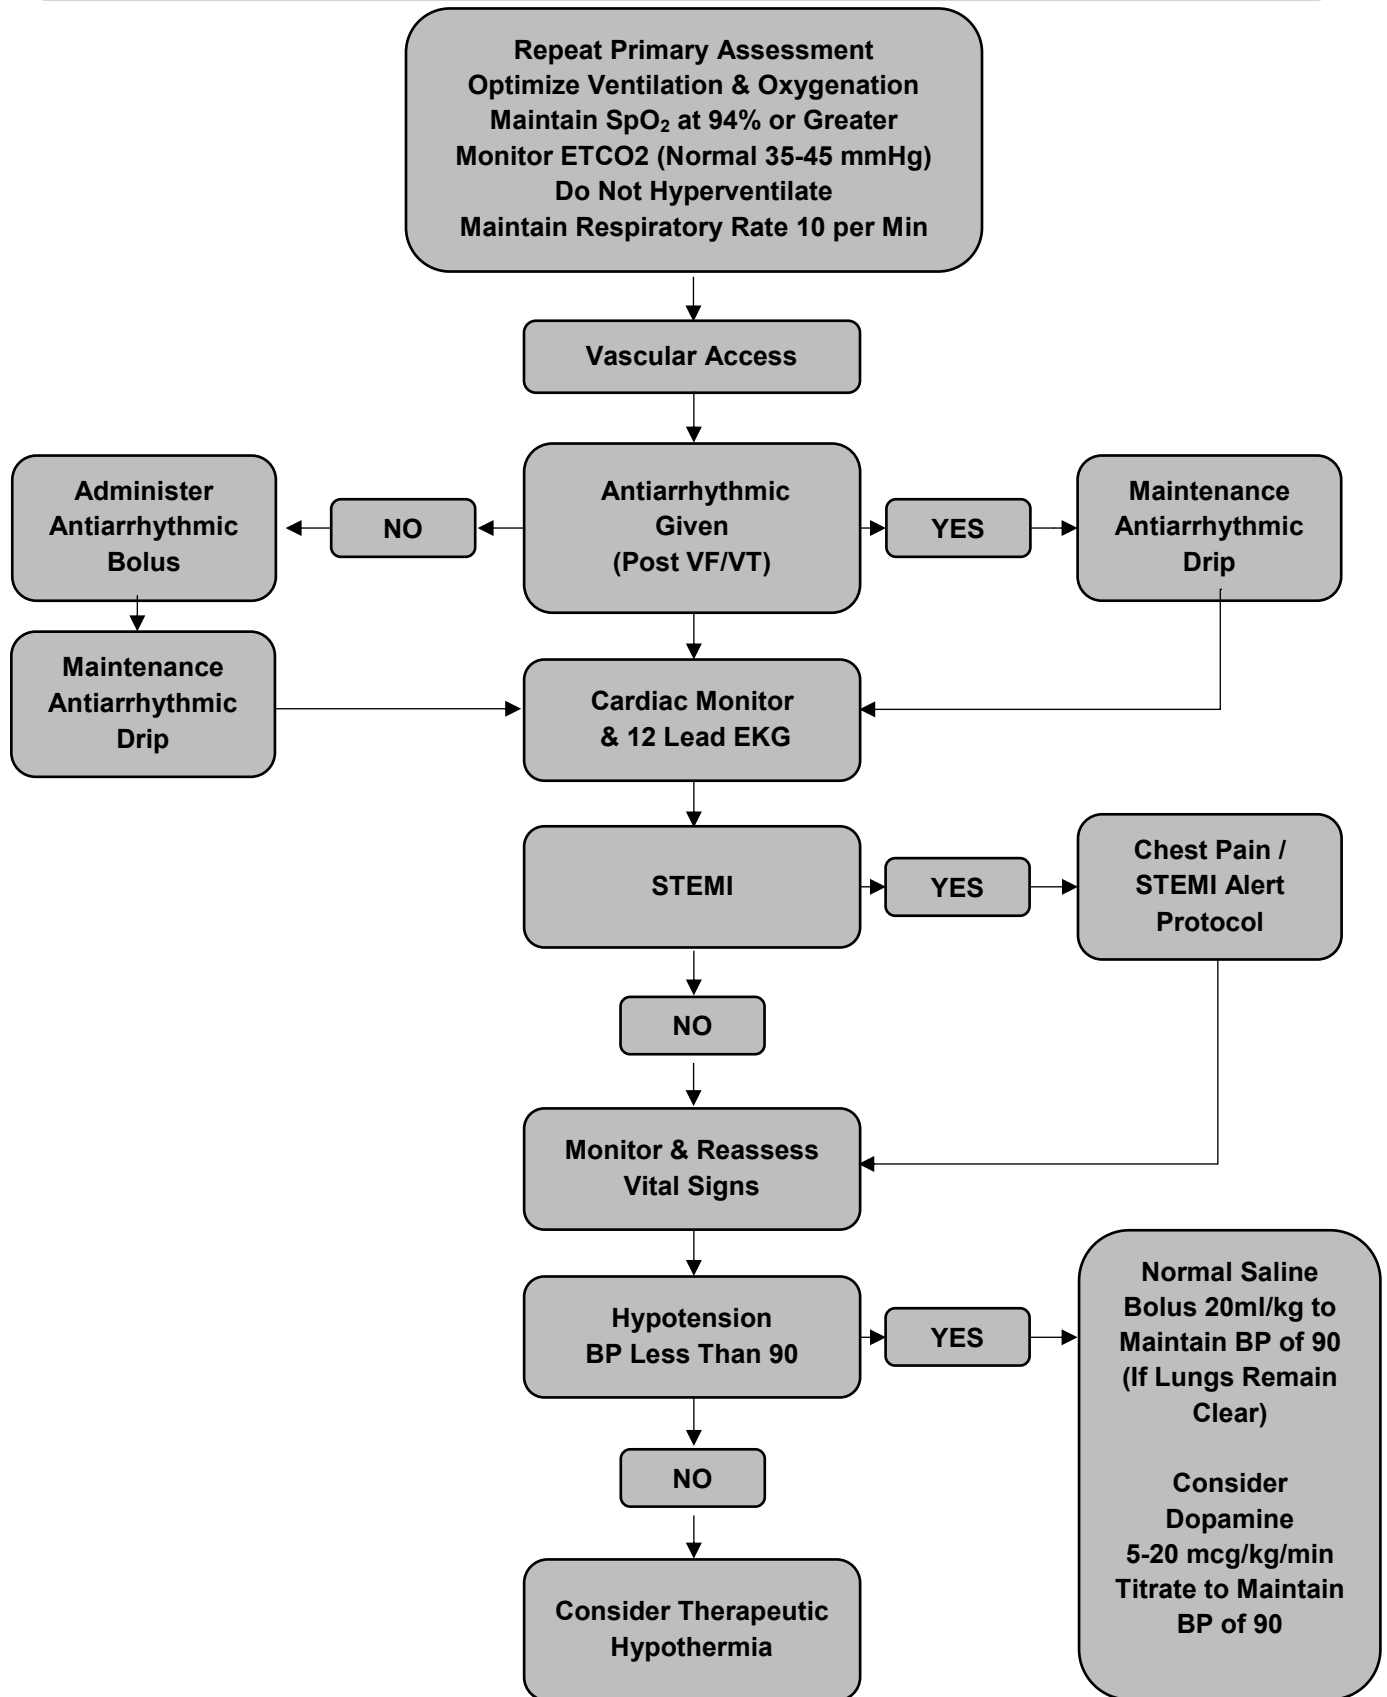 Repeat Primary Assessment
Optimize Ventilation & Oxygenation
Maintain SpO₂ at 94% or Greater
Monitor ETCO2 (Normal 35-45 mmHg)
Do Not Hyperventilate
Maintain Respiratory Rate 10 per Min
Vascular Access
Administer
Antiarrhythmic
Bolus
NO
Antiarrhythmic
Given
(Post VF/VT)
YES
Maintenance
Antiarrhythmic
Drip
Maintenance
Antiarrhythmic
Drip
Cardiac Monitor
& 12 Lead EKG
STEMI
YES
Chest Pain /
STEMI Alert
Protocol
NO
Monitor & Reassess
Vital Signs
Hypotension
BP Less Than 90
YES
Normal Saline
Bolus 20ml/kg to
Maintain BP of 90
(If Lungs Remain
Clear)
Consider
Dopamine
5-20 mcg/kg/min
Titrate to Maintain
BP of 90
NO
Consider Therapeutic
Hypothermia